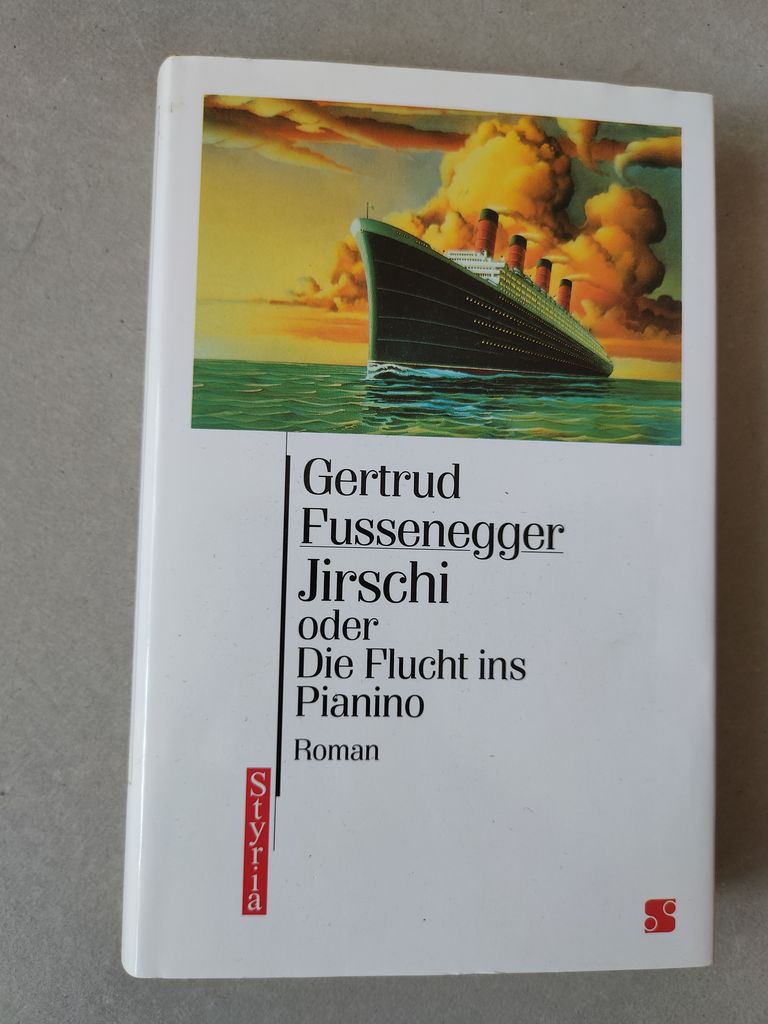 Gertrud
Fussenegger
Jirschi
oder
Die Flucht ins
Pianino
Roman
Styria